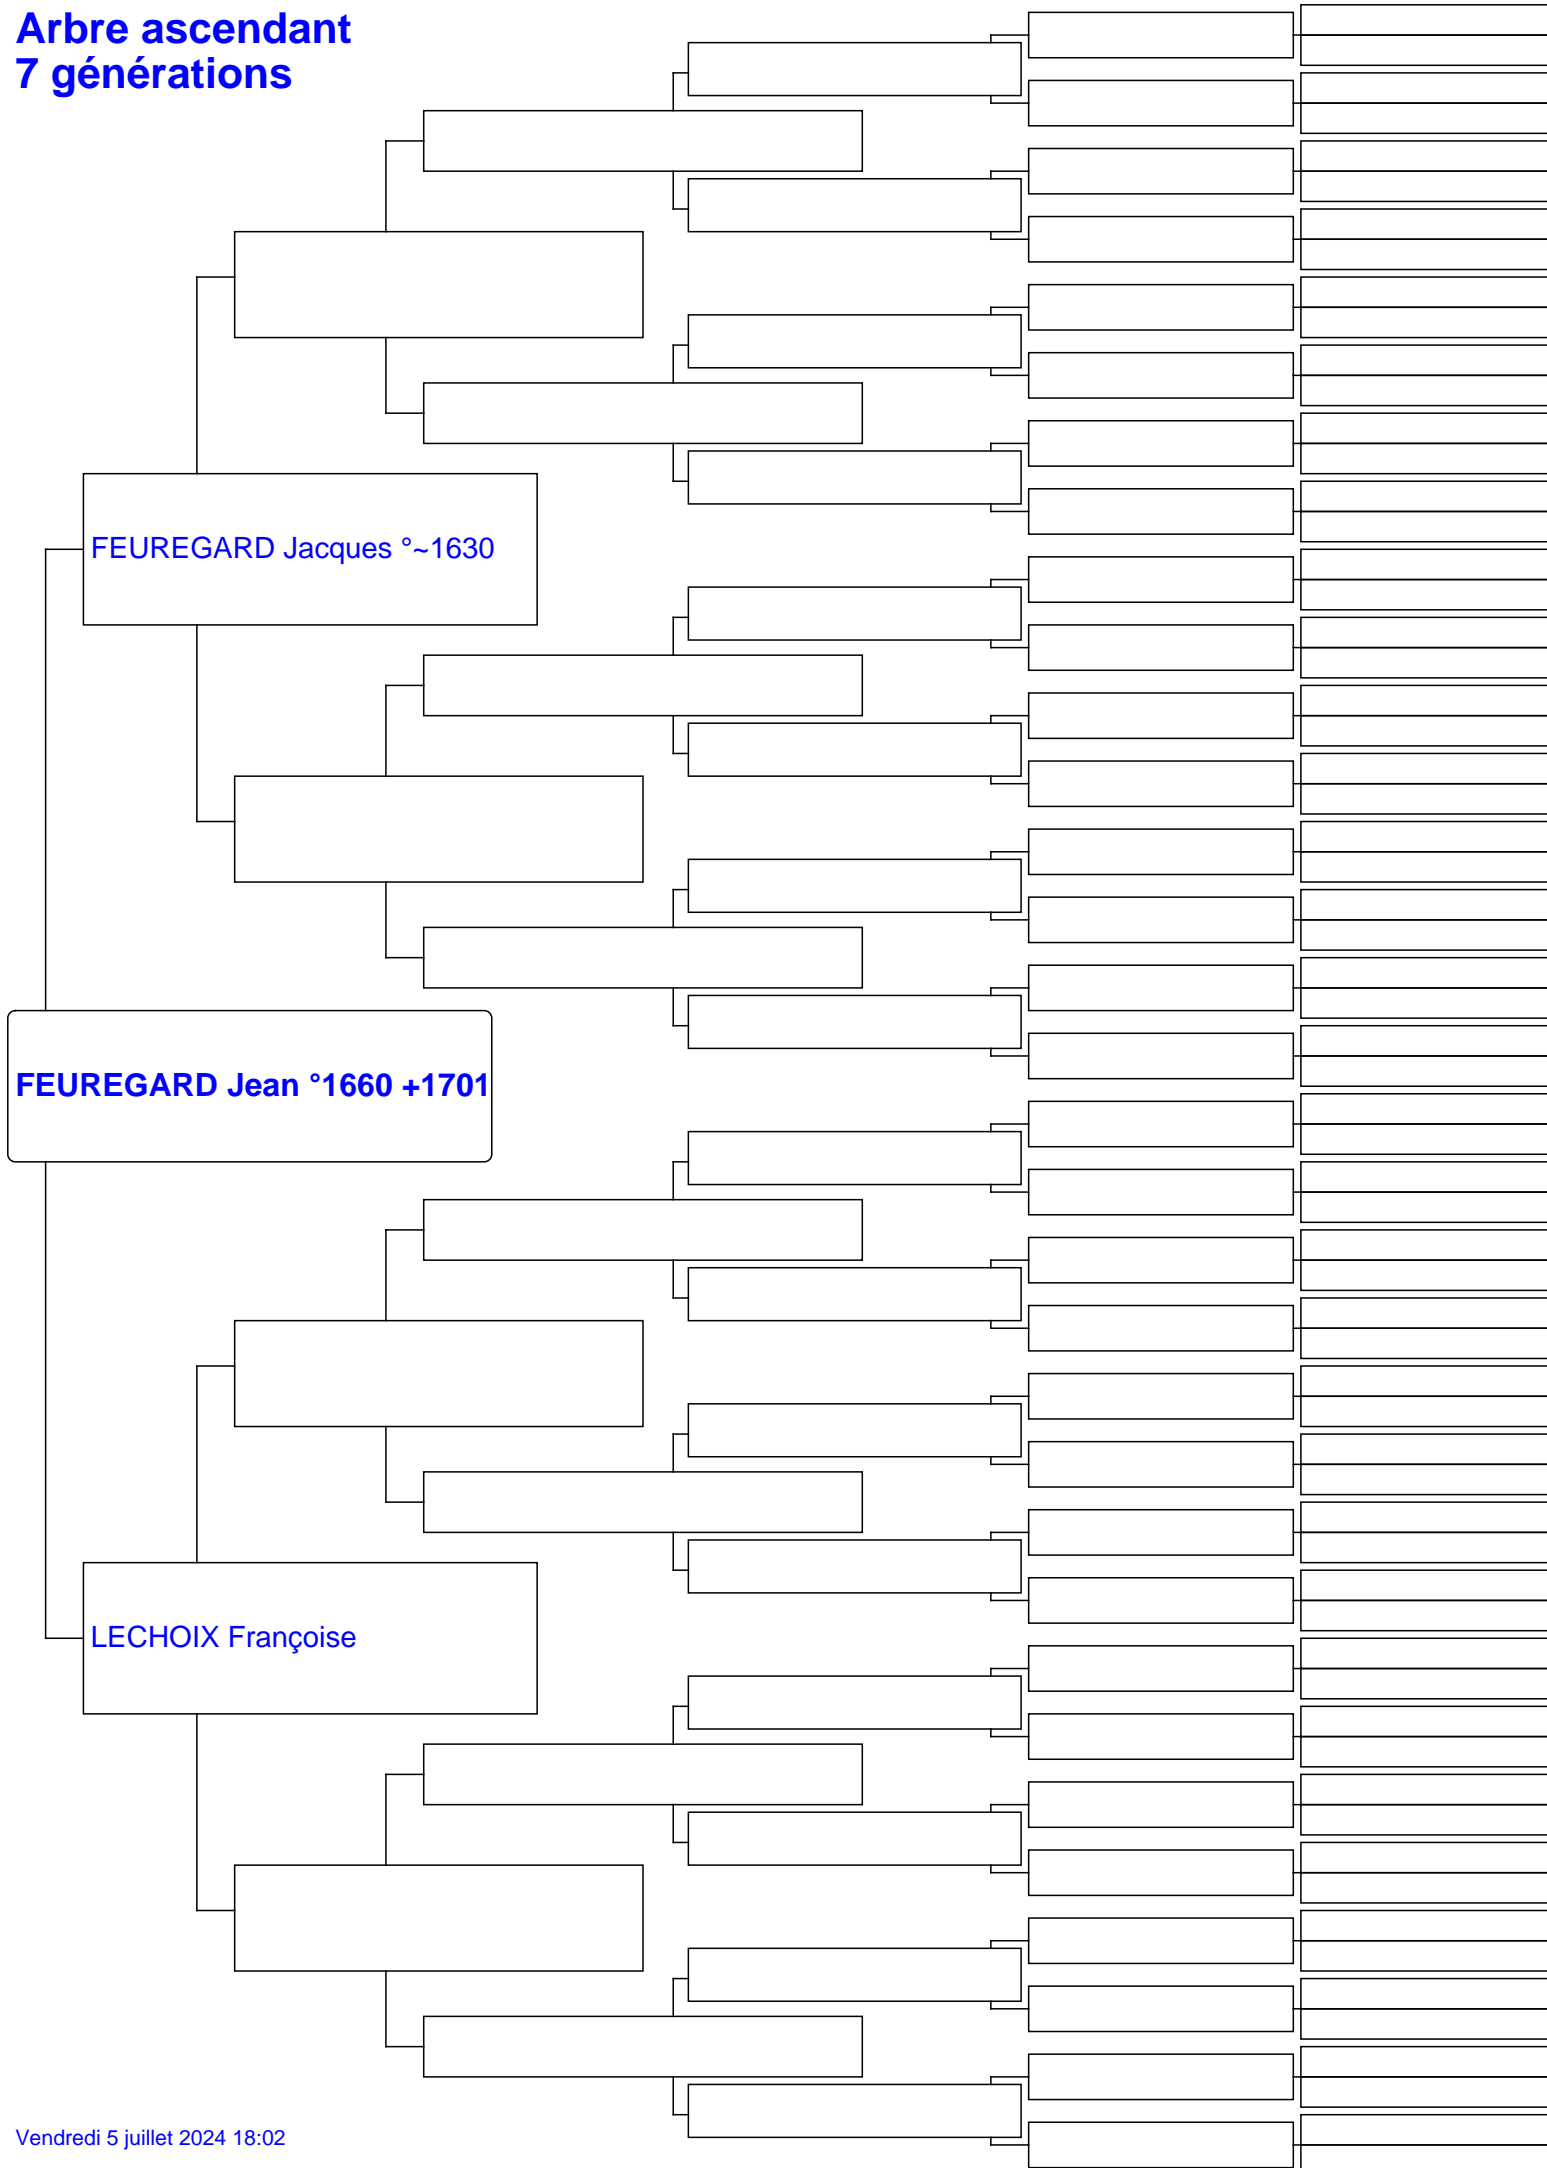 Arbre ascendant
7 générations
FEUREGARD Jacques °~1630
FEUREGARD Jean °1660 +1701
LECHOIX Françoise
Vendredi 5 juillet 2024 18:02